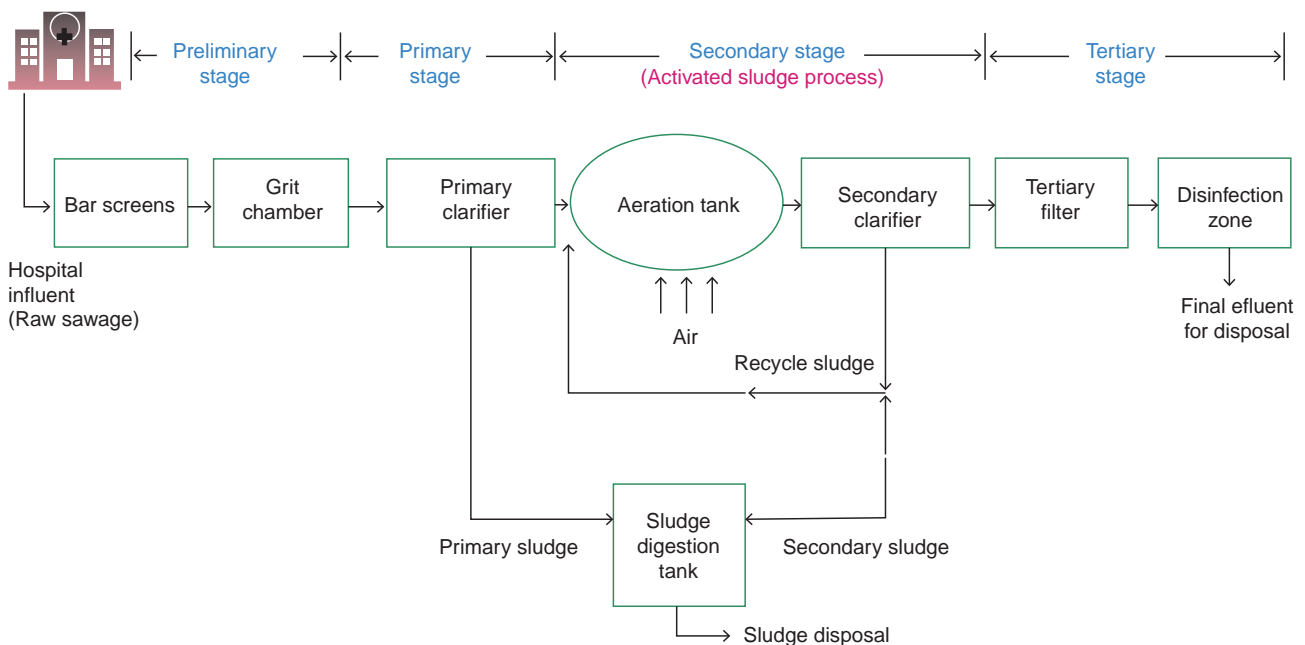 Preliminary
stage
Primary
stage
Secondary stage
(Activated sludge process)
Tertiary
stage
Bar screens
Grit
chamber
Primary
clarifier
Aeration tank
Secondary
clarifier
Tertiary
filter
Disinfection
zone
Hospital
influent
(Raw sawage)
Air
Final efluent
for disposal
Recycle sludge
Sludge
digestion
tank
Primary sludge
Secondary sludge
Sludge disposal